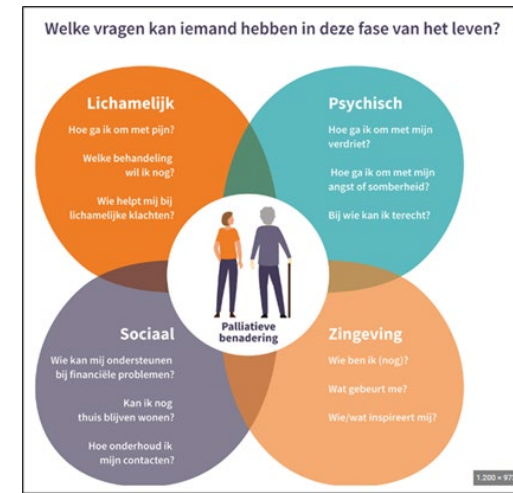 Welke vragen kan iemand hebben in deze fase van het leven?
Lichamelijk
Hoe ga ik om met pijn?
Welke behandeling
wil ik nog?
Wie helpt mij bij
lichamelijke klachten?
Psychisch
Hoe ga ik om met mijn
verdriet?
Hoe ga ik om met mijn
angst of somberheid?
Bij wie kan ik terecht?
Palliatieve
benadering
Sociaal
Wie kan mij ondersteunen
bij financiële problemen?
Kan ik nog
thuis blijven wonen?
Hoe onderhoud ik
mijn contacten?
Zingeving
Wie ben ik (nog)?
Wat gebeurt me?
Wie/wat inspireert mij?